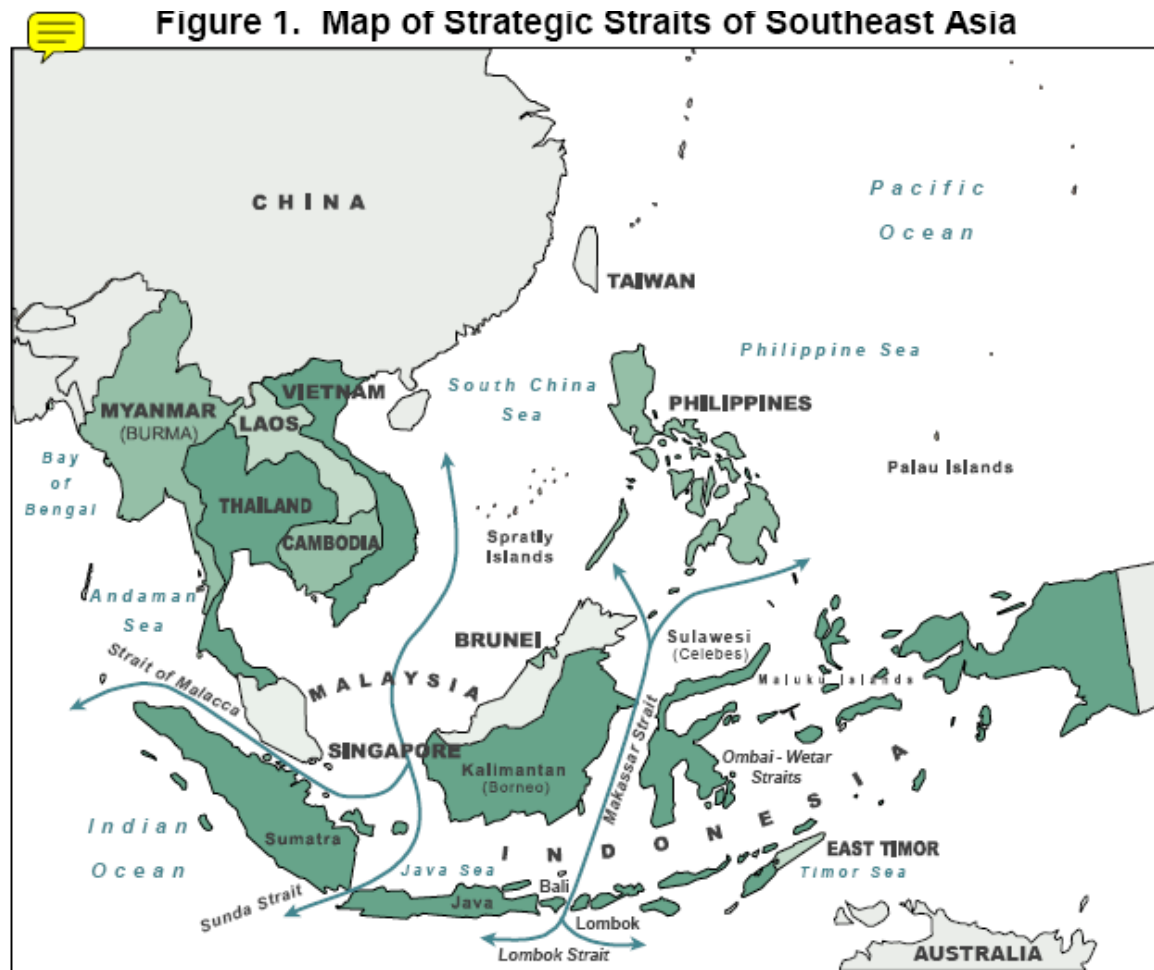 Figure 1. Map of Strategic Straits of Southeast Asia
CHINA
Pacific
Ocean
TAIWAN
Philippine Sea
South China
Sea
VIETNAM
PHILIPPINES
MYANMAR
(BURMA)
LAOS
Bay
of
Bengal
Palau Islands
THAILAND
CAMBODIA
Spratly
Islands
Andaman
Sea
BRUNEI
Sulawesi
(Celebes)
Strait of Malacca
MALAYSIA
Maluku Islands
SINGAPORE
Kalimantan
(Borneo)
Makassar Strait
Ombai - Wetar
Straits
Indian
Ocean
Sumatra
INDONESIA
EAST TIMOR
Java Sea
Timor Sea
Bali
Sunda Strait
Java
Lombok
Lombok Strait
AUSTRALIA